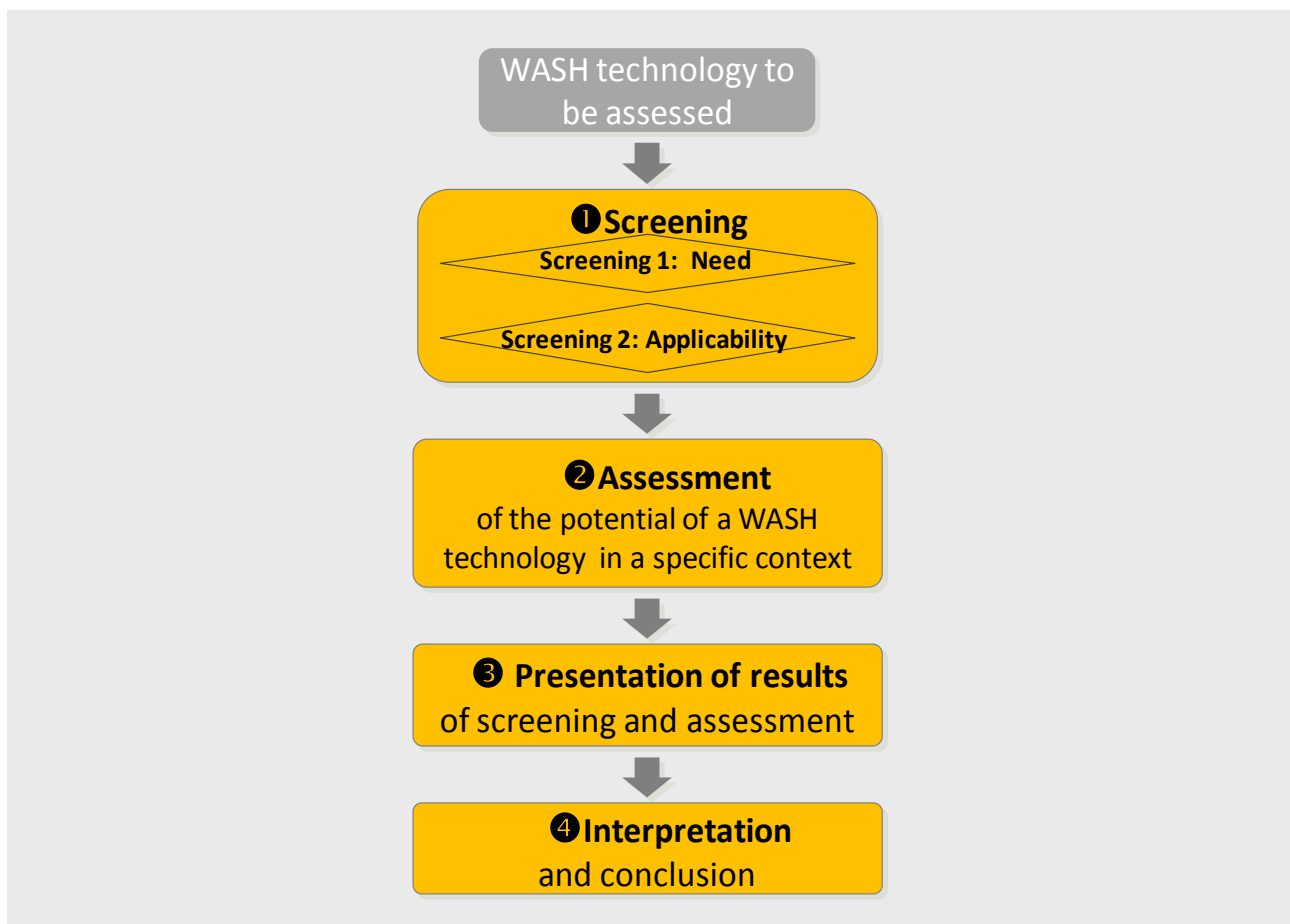 WASH technology to
be assessed
❶Screening
Screening 1:  Need
Screening 2: Applicability
❷Assessment
of the potential of a WASH
technology  in a specific context
❸ Presentation of results
of screening and assessment
❹Interpretation
and conclusion